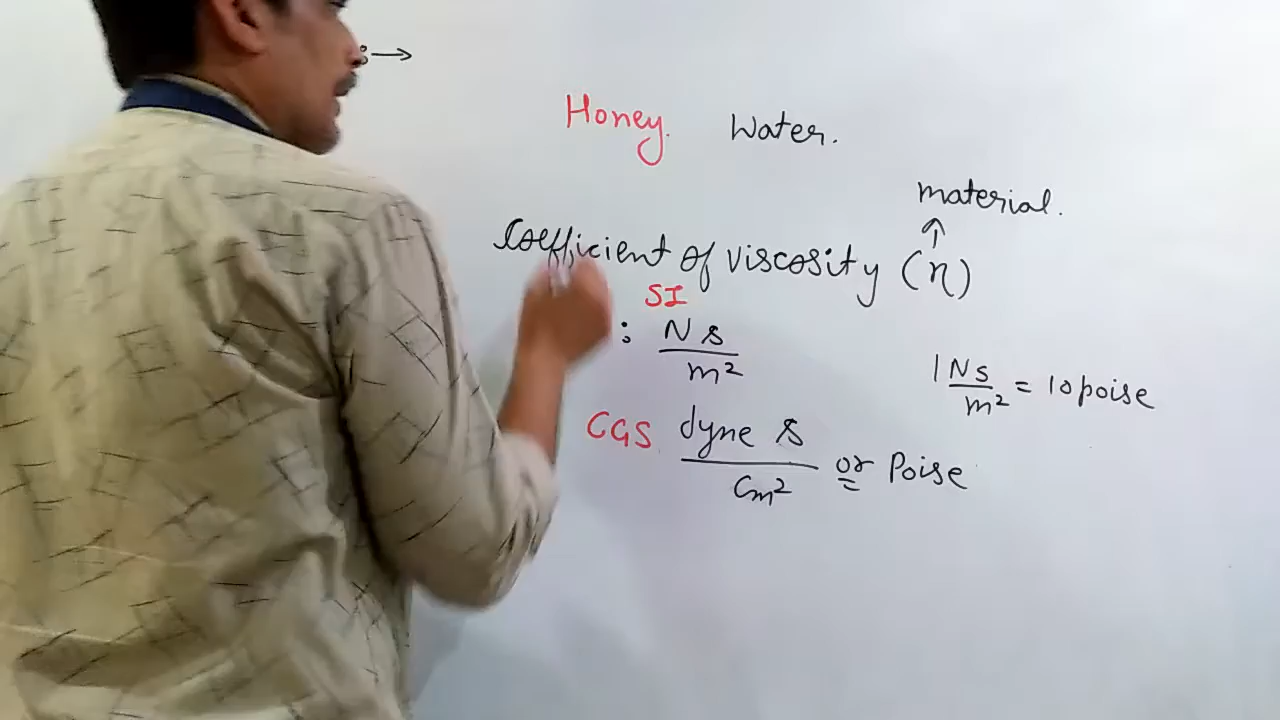 Honey. Water.
material.
Coefficient of viscosity (η)
SI
: N s
m²
1 Ns
m² = 10 poise
CGS dyne s
cm² or Poise